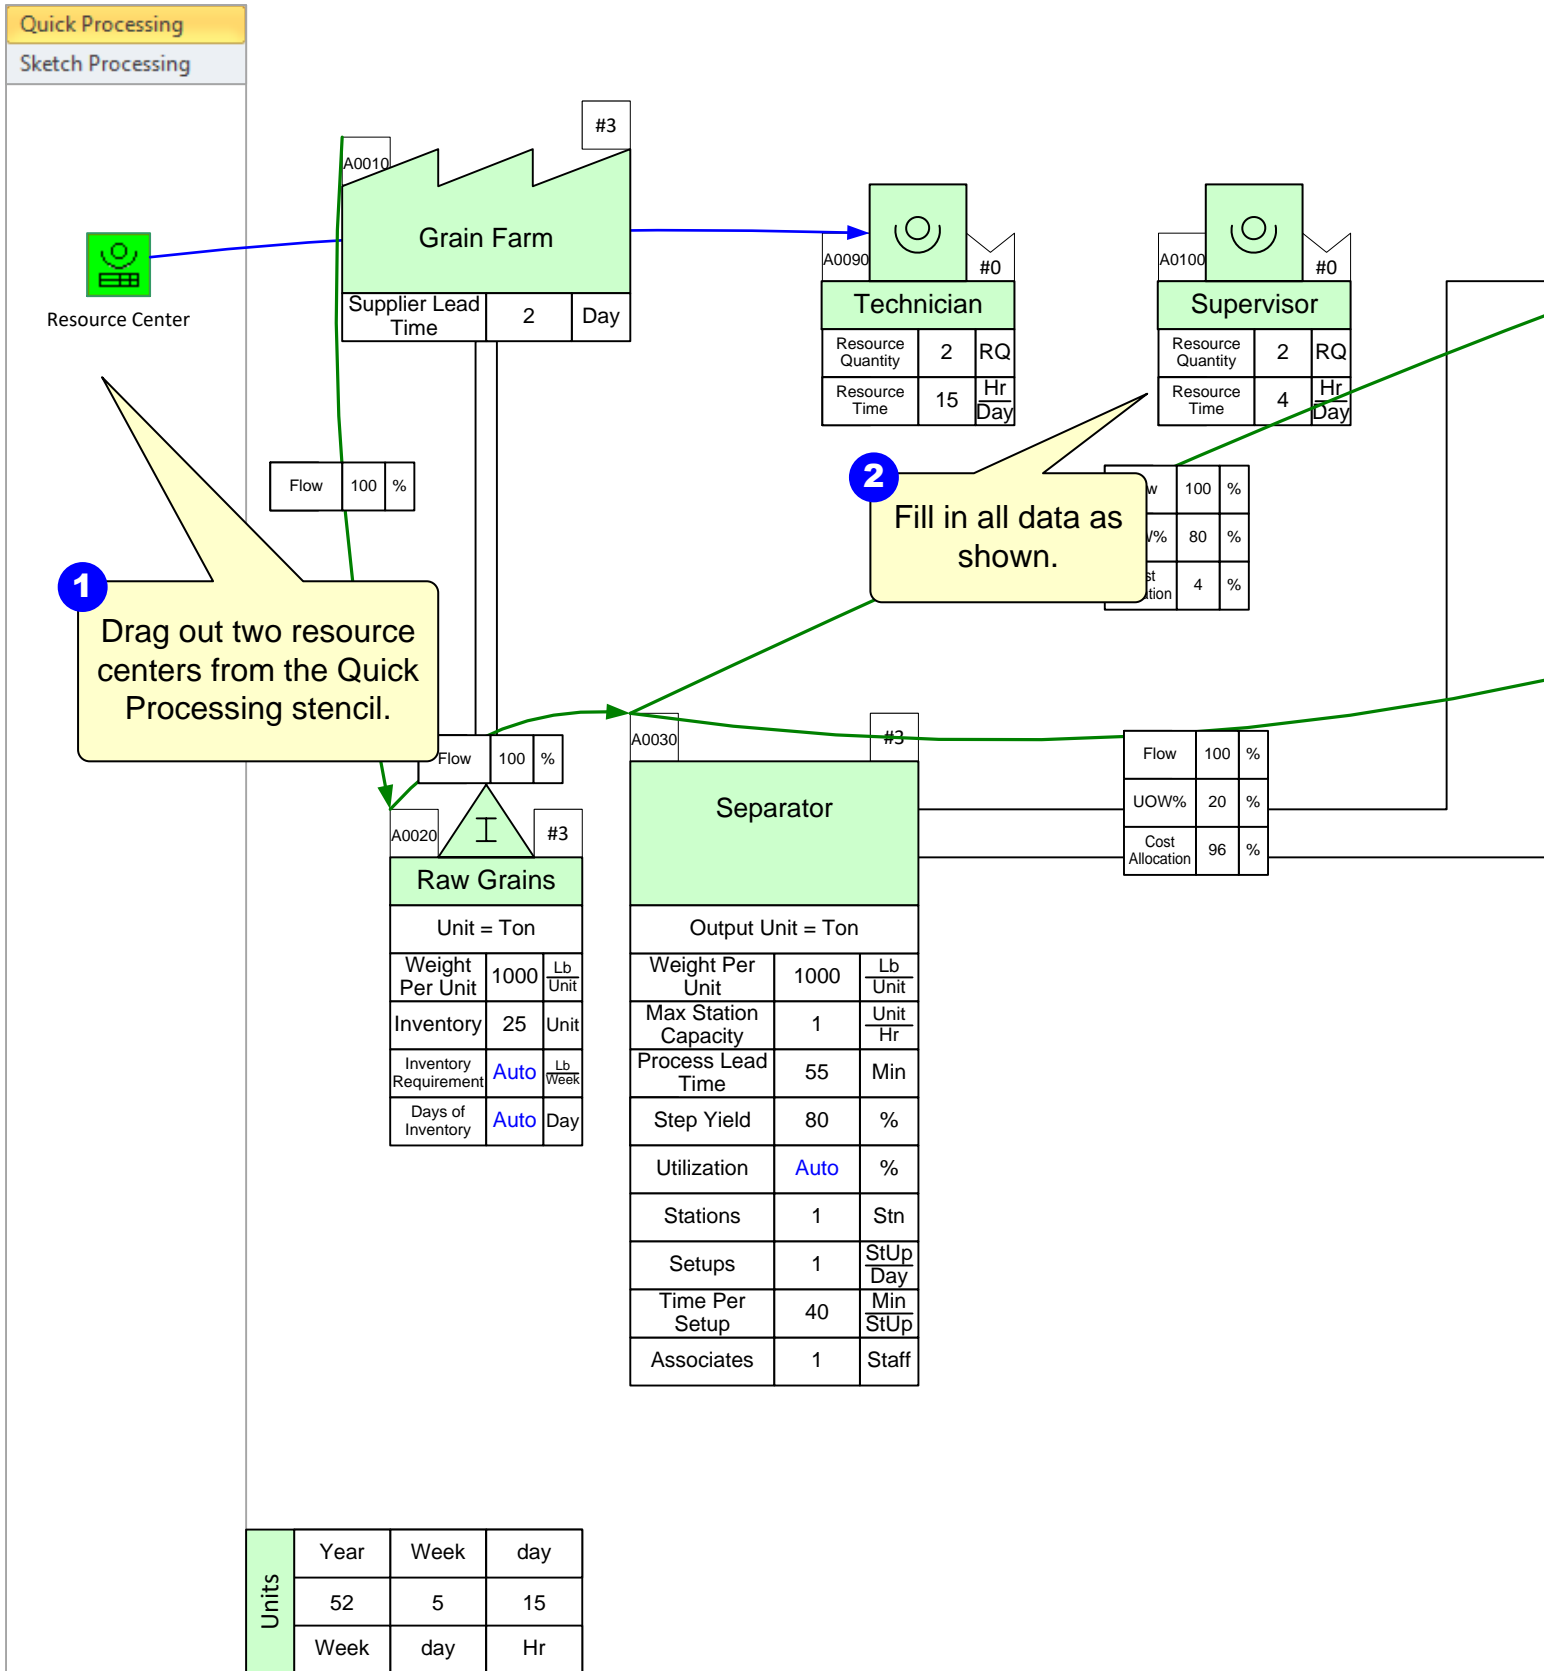 Quick Processing
Sketch Processing
Resource Center
#3
A0010
Grain Farm
Supplier Lead
Time
2
Day
A0090
#0
Technician
Resource
Quantity
2
RQ
Resource
Time
15
Hr
Day
A0100
#0
Supervisor
Resource
Quantity
2
RQ
Resource
Time
4
Hr
Day
Flow
100
%
1
Drag out two resource
centers from the Quick
Processing stencil.
2
Fill in all data as
shown.
w
100
%
%
80
%
st
tion
4
%
Flow
100
%
A0020
#3
Raw Grains
Unit = Ton
Weight
Per Unit
1000
Lb
Unit
Inventory
25
Unit
Inventory
Requirement
Auto
Lb
Week
Days of
Inventory
Auto
Day
A0030
#3
Separator
Output Unit = Ton
Weight Per
Unit
1000
Lb
Unit
Max Station
Capacity
1
Unit
Hr
Process Lead
Time
55
Min
Step Yield
80
%
Utilization
Auto
%
Stations
1
Stn
Setups
1
StUp
Day
Time Per
Setup
40
Min
StUp
Associates
1
Staff
Flow
100
%
UOW%
20
%
Cost
Allocation
96
%
Units
Year
Week
day
52
5
15
Week
day
Hr